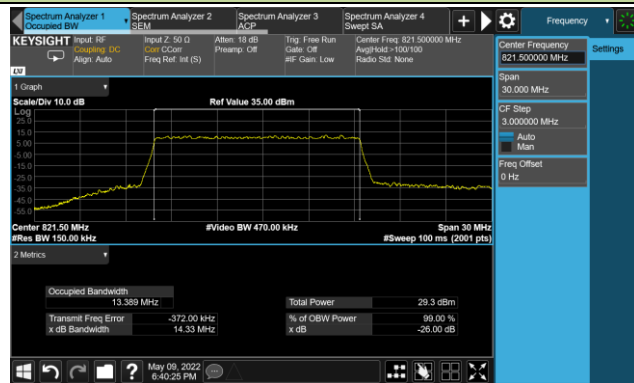 Spectrum Analyzer 1
Occupied BW
Spectrum Analyzer 2
SEM
Spectrum Analyzer 3
ACP
Spectrum Analyzer 4
Swept SA
Frequency
KEYSIGHT
Input: RF
Coupling: DC
Align: Auto
Input Z: 50 Ω
Corr CCorr
Freq Ref: Int (S)
Atten: 18 dB
Preamp: Off
Trig: Free Run
Gate: Off
#IF Gain: Low
Center Freq: 821.500000 MHz
Avg|Hold:>100/100
Radio Std: None
Center Frequency
821.500000 MHz
Settings
Span
30.000 MHz
CF Step
3.000000 MHz
Auto
Man
Freq Offset
0 Hz
1 Graph
Scale/Div 10.0 dB
Ref Value 35.00 dBm
Log
25.0
15.0
5.00
-5.00
-15.0
-25.0
-35.0
-45.0
-55.0
Center 821.50 MHz
#Video BW 470.00 kHz
Span 30 MHz
#Res BW 150.00 kHz
#Sweep 100 ms (2001 pts)
2 Metrics
Occupied Bandwidth
13.389 MHz
Total Power
29.3 dBm
Transmit Freq Error
-372.00 kHz
% of OBW Power
99.00 %
x dB Bandwidth
14.33 MHz
x dB
-26.00 dB
?
May 09, 2022
6:40:25 PM